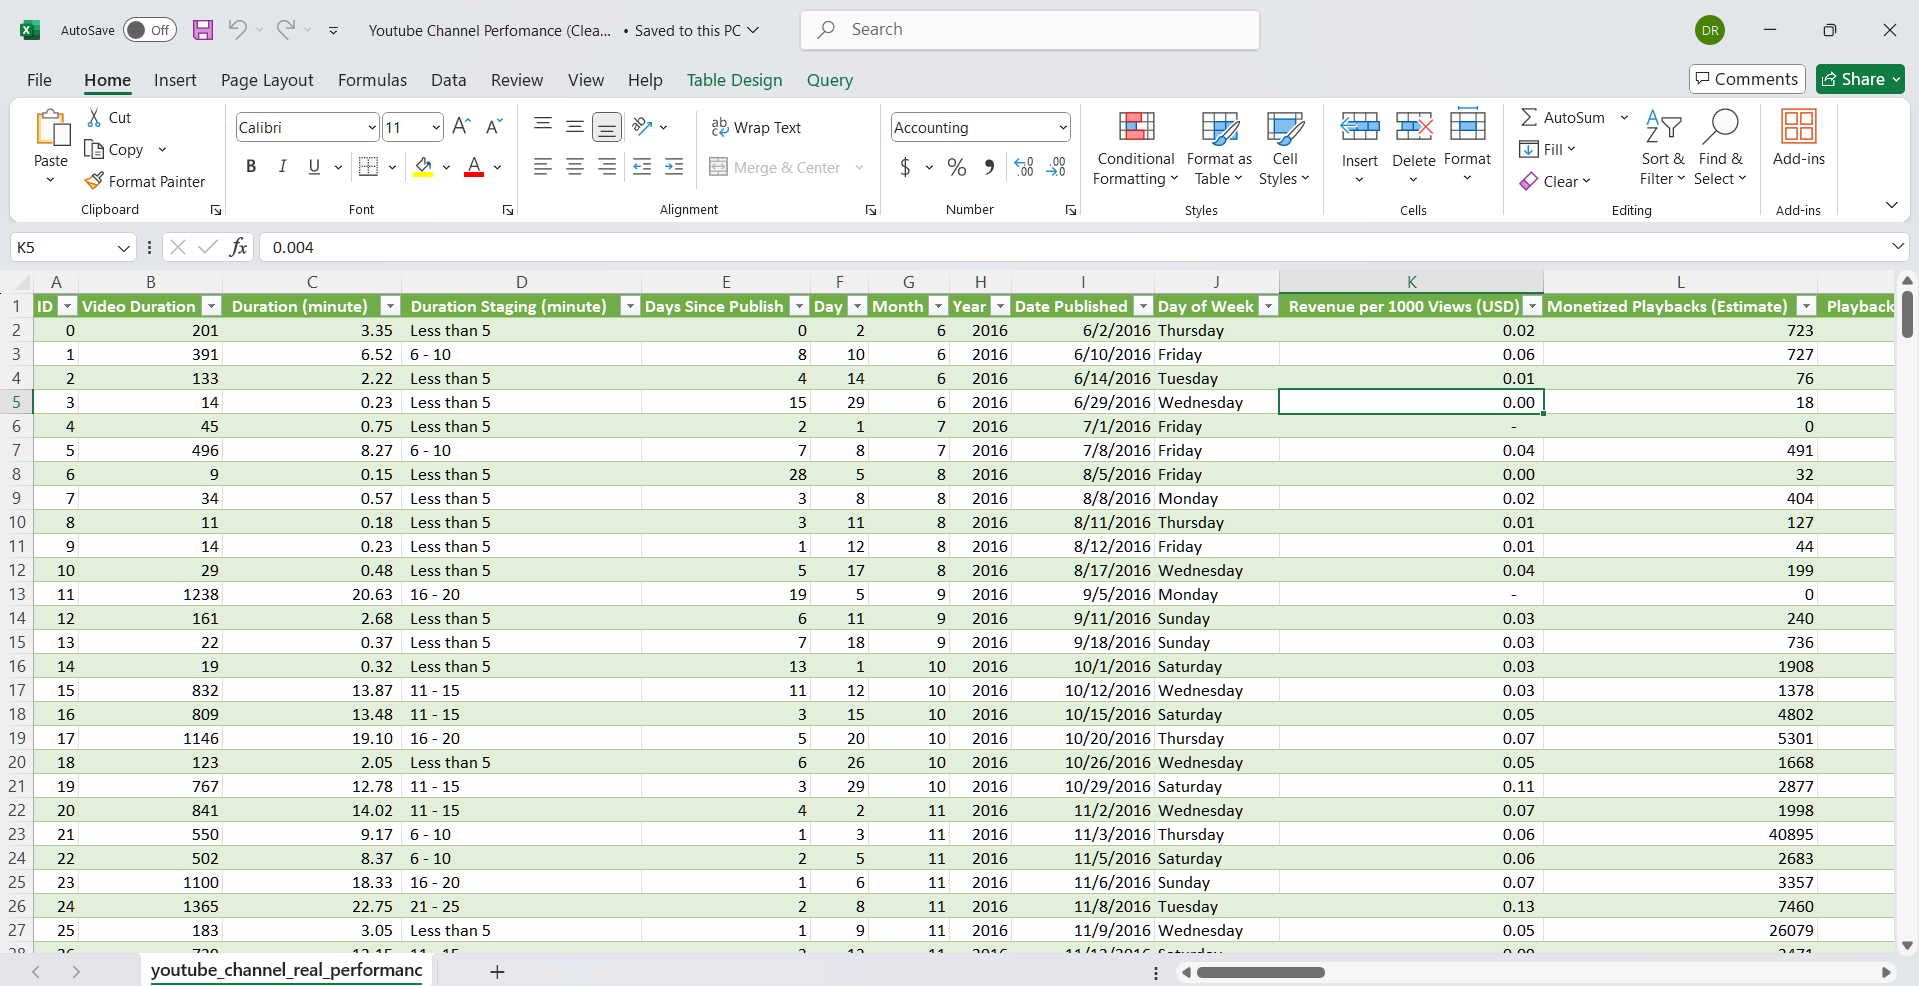 AutoSave Off Youtube Channel Perfomance (Clea... • Saved to this PC Search DR
File Home Insert Page Layout Formulas Data Review View Help Table Design Query Comments Share
Paste Cut Copy Format Painter Clipboard
Calibri 11 B I U A Font
Wrap Text Merge & Center Alignment
Accounting $ % Number
Conditional Formatting Format as Table Cell Styles Styles
Insert Delete Format Cells
AutoSum Fill Clear Sort & Filter Find & Select Editing
Add-ins Add-ins
K5 fx 0.004
A B C D E F G H I J K L
1 ID Video Duration Duration (minute) Duration Staging (minute) Days Since Publish Day Month Year Date Published Day of Week Revenue per 1000 Views (USD) Monetized Playbacks (Estimate) Playback
2 0 201 3.35 Less than 5 0 2 6 2016 6/2/2016 Thursday 0.02 723
3 1 391 6.52 6 - 10 8 10 6 2016 6/10/2016 Friday 0.06 727
4 2 133 2.22 Less than 5 4 14 6 2016 6/14/2016 Tuesday 0.01 76
5 3 14 0.23 Less than 5 15 29 6 2016 6/29/2016 Wednesday 0.00 18
6 4 45 0.75 Less than 5 2 1 7 2016 7/1/2016 Friday - 0
7 5 496 8.27 6 - 10 7 8 7 2016 7/8/2016 Friday 0.04 491
8 6 9 0.15 Less than 5 28 5 8 2016 8/5/2016 Friday 0.00 32
9 7 34 0.57 Less than 5 3 8 8 2016 8/8/2016 Monday 0.02 404
10 8 11 0.18 Less than 5 3 11 8 2016 8/11/2016 Thursday 0.01 127
11 9 14 0.23 Less than 5 1 12 8 2016 8/12/2016 Friday 0.01 44
12 10 29 0.48 Less than 5 5 17 8 2016 8/17/2016 Wednesday 0.04 199
13 11 1238 20.63 16 - 20 19 5 9 2016 9/5/2016 Monday - 0
14 12 161 2.68 Less than 5 6 11 9 2016 9/11/2016 Sunday 0.03 240
15 13 22 0.37 Less than 5 7 18 9 2016 9/18/2016 Sunday 0.03 736
16 14 19 0.32 Less than 5 13 1 10 2016 10/1/2016 Saturday 0.03 1908
17 15 832 13.87 11 - 15 11 12 10 2016 10/12/2016 Wednesday 0.03 1378
18 16 809 13.48 11 - 15 3 15 10 2016 10/15/2016 Saturday 0.05 4802
19 17 1146 19.10 16 - 20 5 20 10 2016 10/20/2016 Thursday 0.07 5301
20 18 123 2.05 Less than 5 6 26 10 2016 10/26/2016 Wednesday 0.05 1668
21 19 767 12.78 11 - 15 3 29 10 2016 10/29/2016 Saturday 0.11 2877
22 20 841 14.02 11 - 15 4 2 11 2016 11/2/2016 Wednesday 0.07 1998
23 21 550 9.17 6 - 10 1 3 11 2016 11/3/2016 Thursday 0.06 40895
24 22 502 8.37 6 - 10 2 5 11 2016 11/5/2016 Saturday 0.06 2683
25 23 1100 18.33 16 - 20 1 6 11 2016 11/6/2016 Sunday 0.07 3357
26 24 1365 22.75 21 - 25 2 8 11 2016 11/8/2016 Tuesday 0.13 7460
27 25 183 3.05 Less than 5 1 9 11 2016 11/9/2016 Wednesday 0.05 26079
youtube_channel_real_performanc